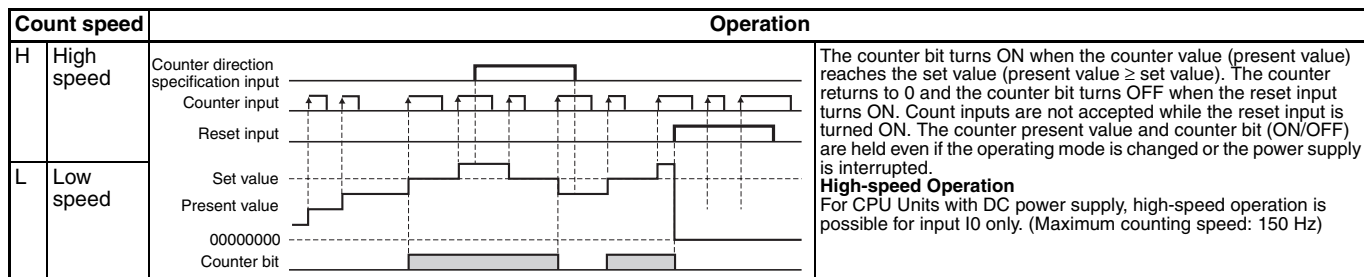 Count speed
Operation
H
High
speed
L
Low
speed
Counter direction
specification input
Counter input
Reset input
Set value
Present value
00000000
Counter bit
The counter bit turns ON when the counter value (present value)
reaches the set value (present value ≥ set value). The counter
returns to 0 and the counter bit turns OFF when the reset input
turns ON. Count inputs are not accepted while the reset input is
turned ON. The counter present value and counter bit (ON/OFF)
are held even if the operating mode is changed or the power supply
is interrupted.
High-speed Operation
For CPU Units with DC power supply, high-speed operation is
possible for input I0 only. (Maximum counting speed: 150 Hz)